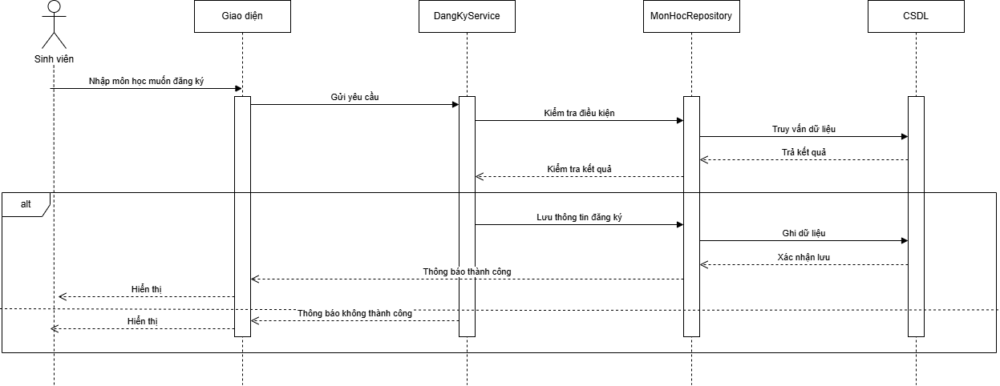 Giao diện
DangKyService
MonHocRepository
CSDL
Sinh viên
Nhập môn học muốn đăng ký
Gửi yêu cầu
Kiểm tra điều kiện
Truy vấn dữ liệu
Trả kết quả
Kiểm tra kết quả
alt
Lưu thông tin đăng ký
Ghi dữ liệu
Xác nhận lưu
Thông báo thành công
Hiển thị
Thông báo không thành công
Hiển thị